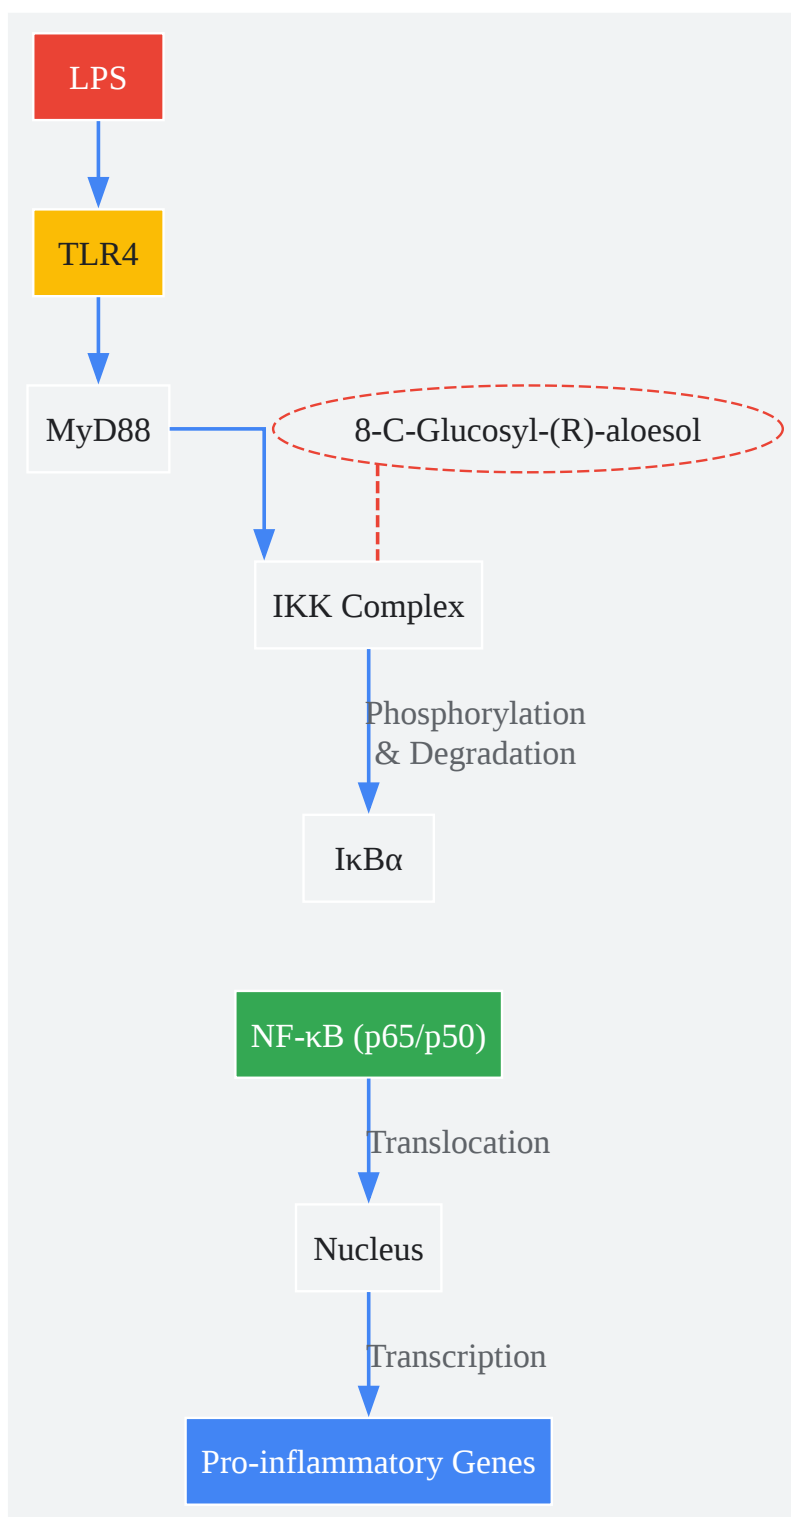 LPS
TLR4
MyD88
8-C-Glucosyl-(R)-aloesol
IKK Complex
Phosphorylation
& Degradation
IκBα
NF-κB (p65/p50)
Translocation
Nucleus
Transcription
Pro-inflammatory Genes